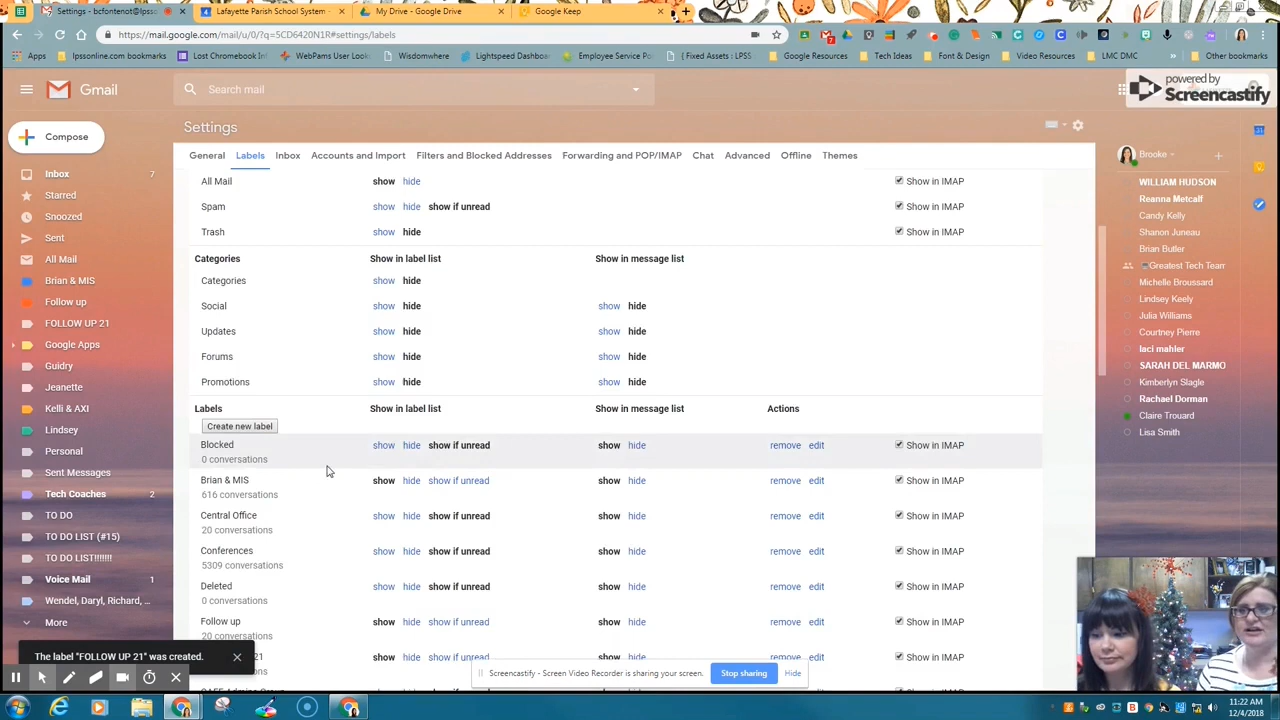 Settings - bcfontenot@lpsso
Lafayette Parish School System -
My Drive - Google Drive
Google Keep
https://mail.google.com/mail/u/0/?q=5CD6420N1R#settings/labels
Apps
lpssonline.com bookmarks
Lost Chromebook Inf
WebPams User Look
Wisdomwhere
Lightspeed Dashboa
Employee Service Po
{ Fixed Assets : LPSS
Google Resources
Tech Ideas
Font & Design
Video Resources
LMC DMC
»
Other bookmarks
Gmail
Search mail
powered by
Screencastify
Compose
Inbox 7
Starred
Snoozed
Sent
All Mail
Brian & MIS
Follow up
FOLLOW UP 21
Google Apps
Guidry
Jeanette
Kelli & AXI
Lindsey
Personal
Sent Messages
Tech Coaches 2
TO DO
TO DO LIST (#15)
TO DO LIST!!!!!!!
Voice Mail 1
Wendel, Daryl, Richard, ...
More
Settings
General Labels Inbox Accounts and Import Filters and Blocked Addresses Forwarding and POP/IMAP Chat Advanced Offline Themes
All Mail show hide Show in IMAP
Spam show hide show if unread Show in IMAP
Trash show hide Show in IMAP
Categories Show in label list Show in message list
Categories show hide
Social show hide show hide
Updates show hide show hide
Forums show hide show hide
Promotions show hide show hide
Labels Show in label list Show in message list Actions
Create new label
Blocked show hide show if unread show hide remove edit Show in IMAP
0 conversations
Brian & MIS show hide show if unread show hide remove edit Show in IMAP
616 conversations
Central Office show hide show if unread show hide remove edit Show in IMAP
20 conversations
Conferences show hide show if unread show hide remove edit Show in IMAP
5309 conversations
Deleted show hide show if unread show hide remove edit Show in IMAP
0 conversations
Follow up show hide show if unread show hide remove edit Show in IMAP
20 conversations
21 show hide show if unread show hide remove edit Show in IMAP
Brooke
WILLIAM HUDSON
Reanna Metcalf
Candy Kelly
Shanon Juneau
Brian Butler
Greatest Tech Team
Michelle Broussard
Lindsey Keely
Julia Williams
Courtney Pierre
laci mahler
SARAH DEL MARMO
Kimberlyn Slagle
Rachael Dorman
Claire Trouard
Lisa Smith
The label "FOLLOW UP 21" was created.
Screencastify - Screen Video Recorder is sharing your screen.
Stop sharing
Hide
11:22 AM
12/4/2018